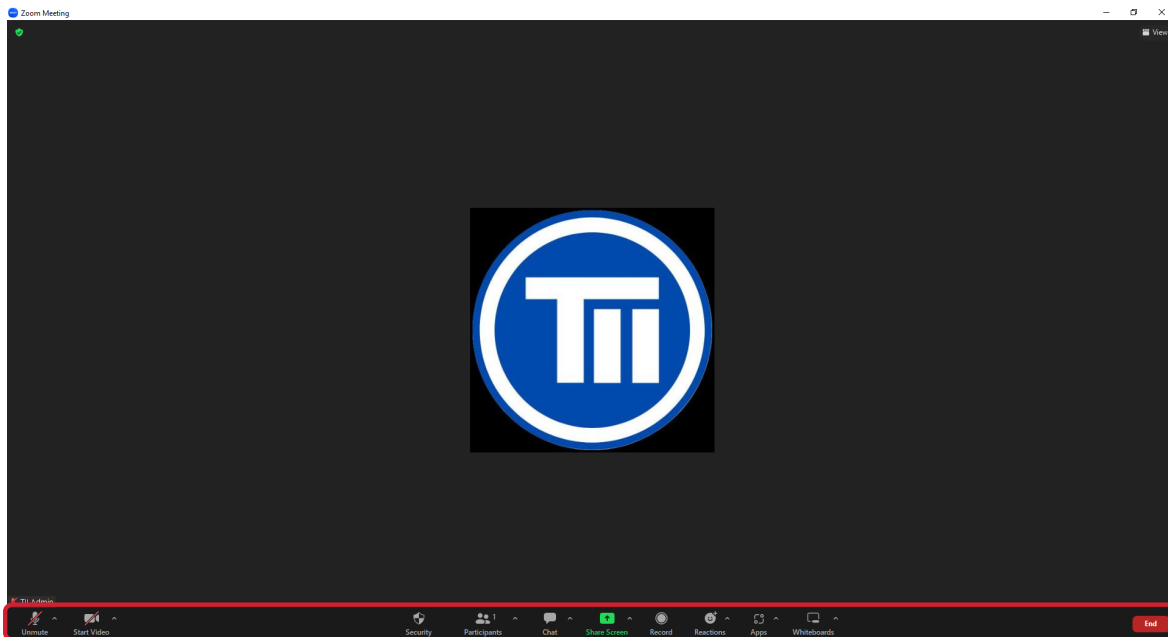 Zoom Meeting
View
TII
TII Admin
1
Unmute
Start Video
Security
Participants
Chat
Share Screen
Record
Reactions
Apps
Whiteboards
End